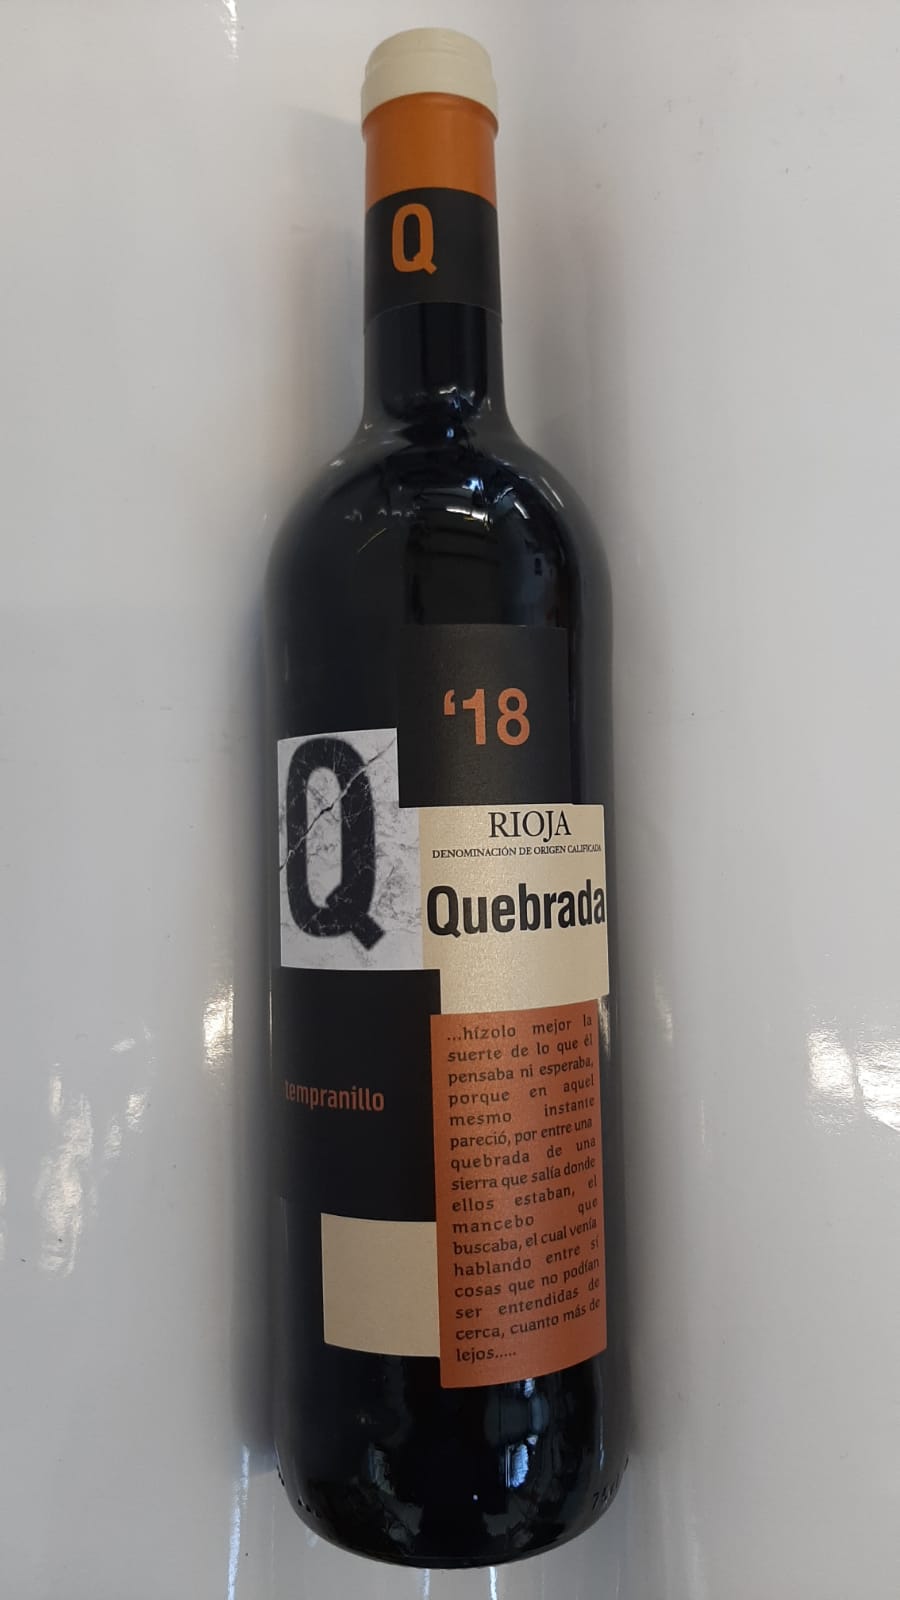 Q
‘18
Q
RIOJA
DENOMINACIÓN DE ORIGEN CALIFICADA
Quebrada
tempranillo
...hízolo mejor la
suerte de lo que él
pensaba ni esperaba,
porque en aquel
mesmo instante
pareció, por entre una
quebrada de una
sierra que salía donde
ellos estaban, el
mancebo que
buscaba, el cual venía
hablando entre sí
cosas que no podían
ser entendidas de
cerca, cuanto más de
lejos.....